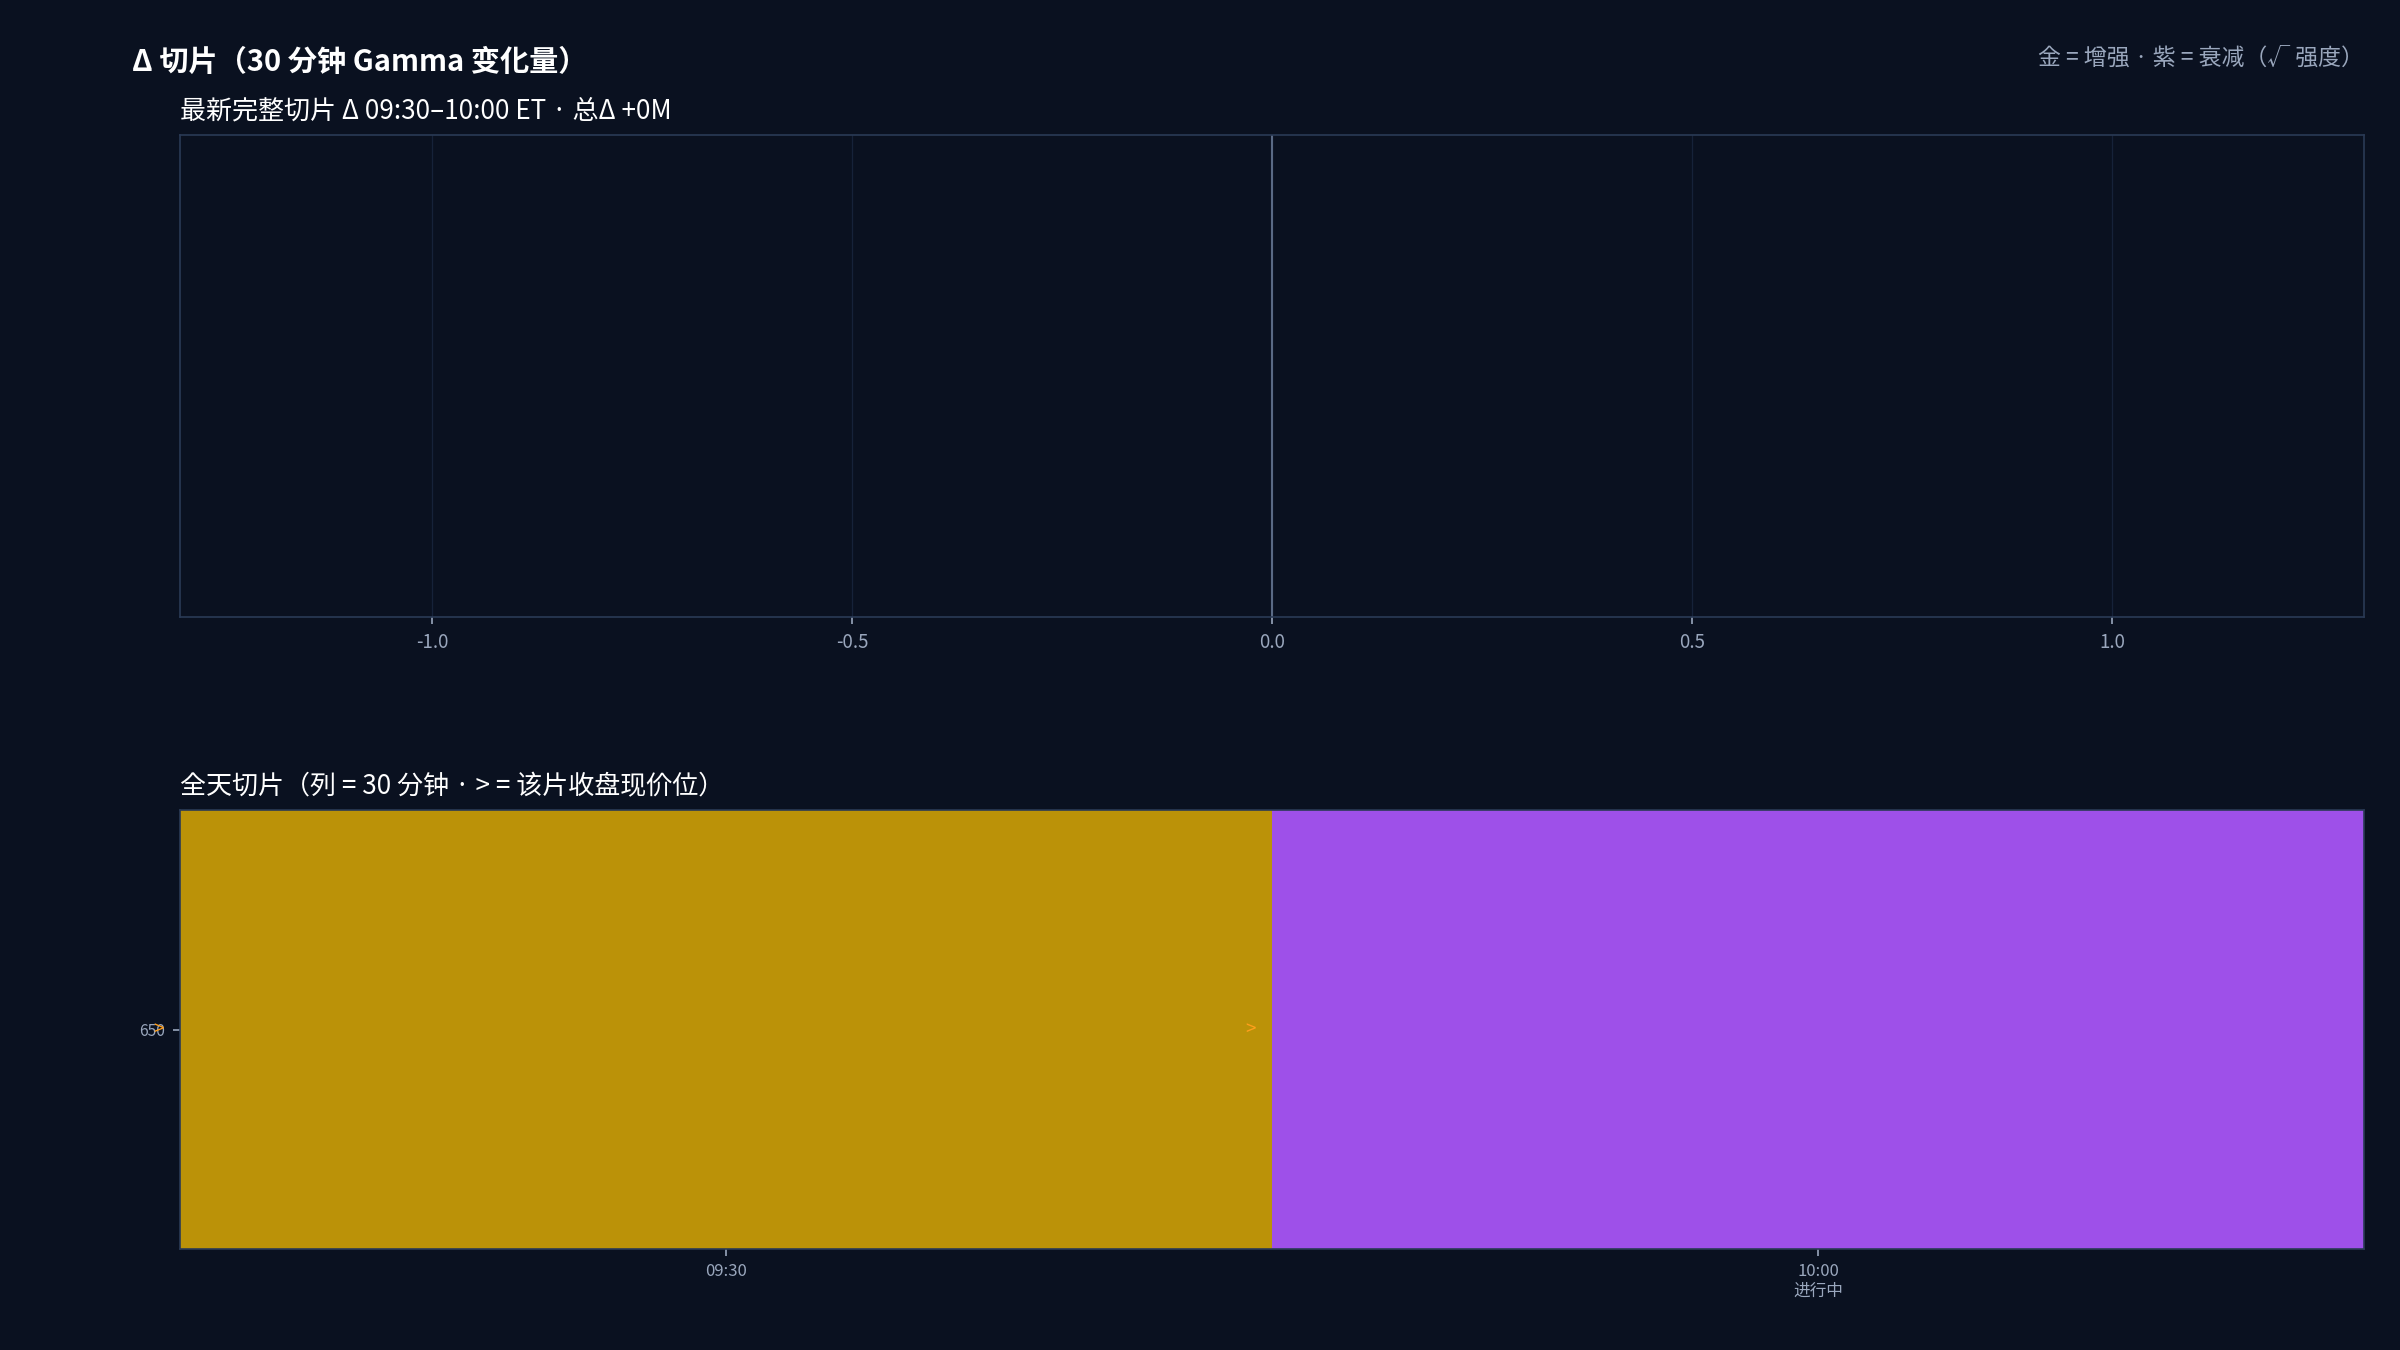 Δ 切片（30 分钟 Gamma 变化量）
金 = 增强 · 紫 = 衰减（√ 强度）
最新完整切片 Δ 09:30–10:00 ET · 总Δ +0M
-1.0
-0.5
0.0
0.5
1.0
全天切片（列 = 30 分钟 · > = 该片收盘现价位）
650
>
>
09:30
10:00
进行中